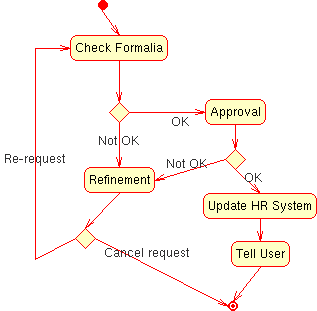 Check Formalia
Approval
OK
Not OK
Re-request
Not OK
Refinement
OK
Update HR System
Cancel request
Tell User